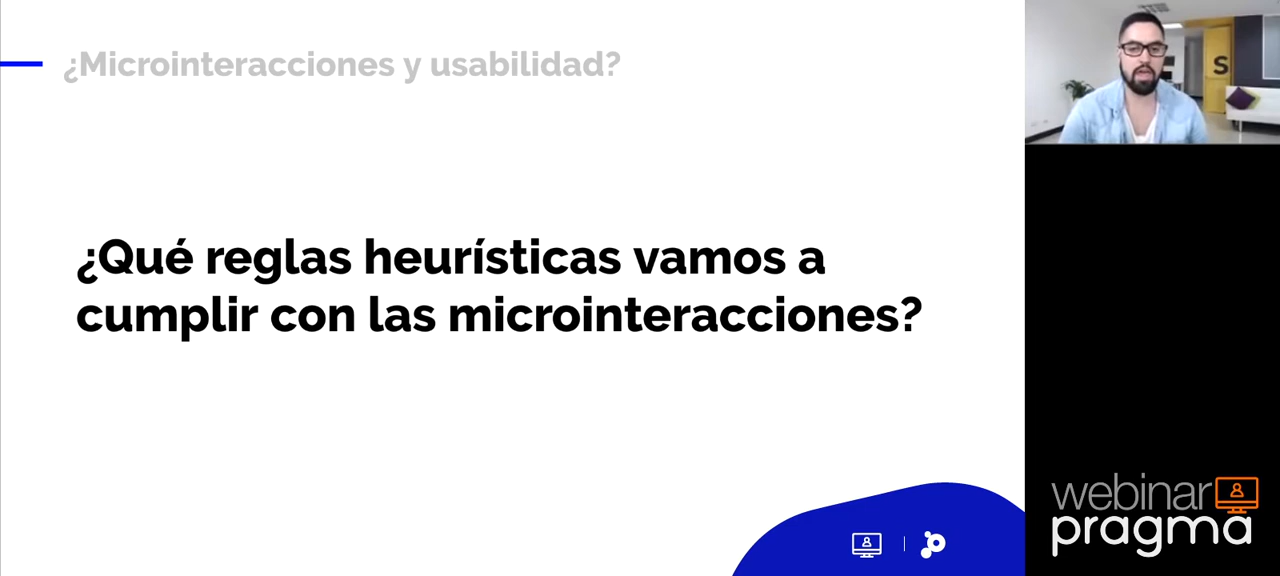 ¿Microinteracciones y usabilidad?
¿Qué reglas heurísticas vamos a
cumplir con las microinteracciones?
S
webinar
pragma